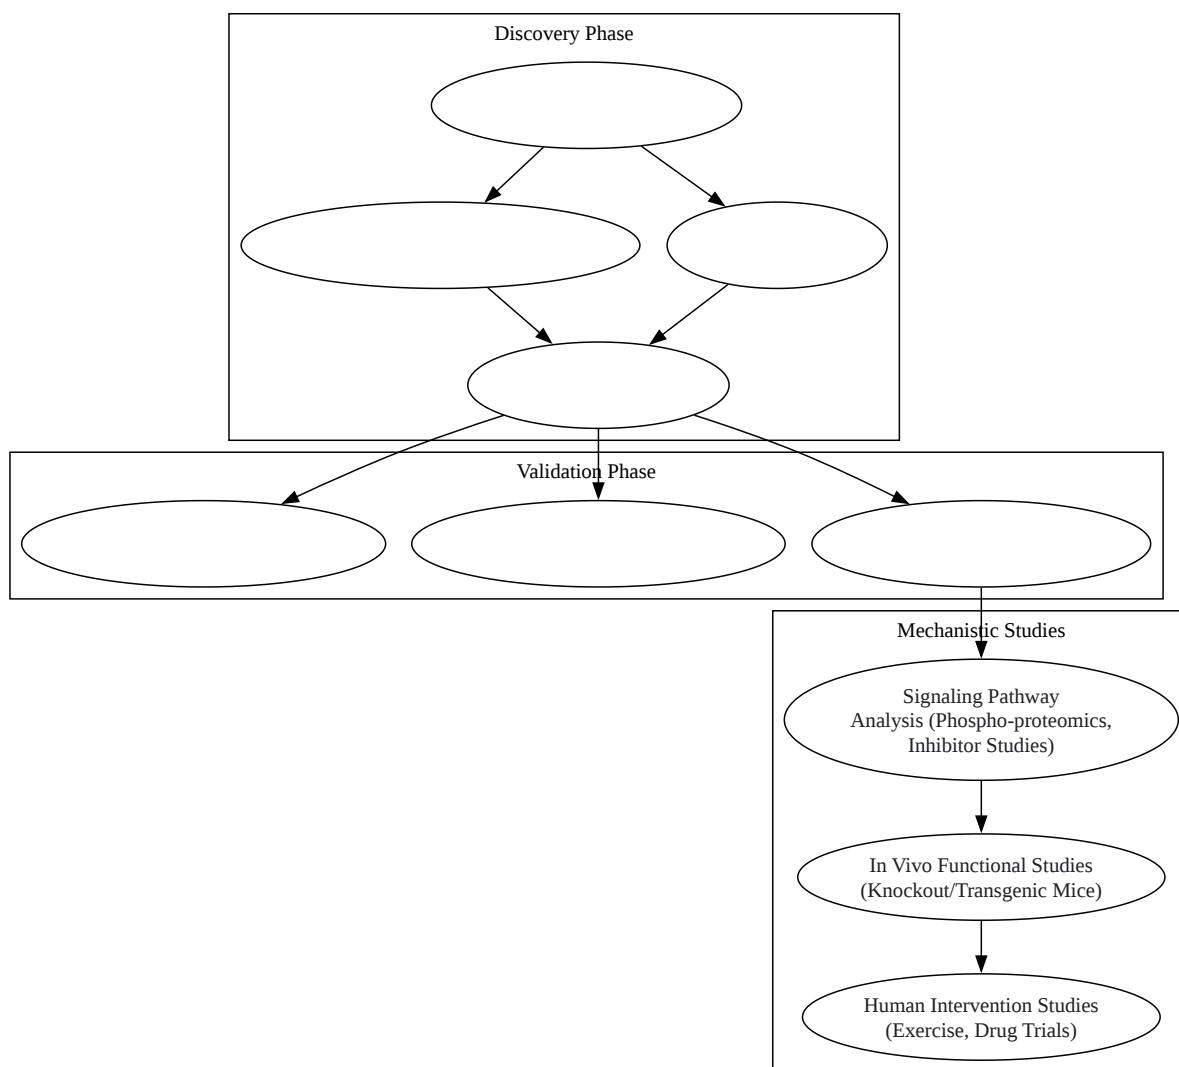 Discovery Phase
Validation Phase
Mechanistic Studies
Signaling Pathway
Analysis (Phospho-proteomics,
Inhibitor Studies)
In Vivo Functional Studies
(Knockout/Transgenic Mice)
Human Intervention Studies
(Exercise, Drug Trials)